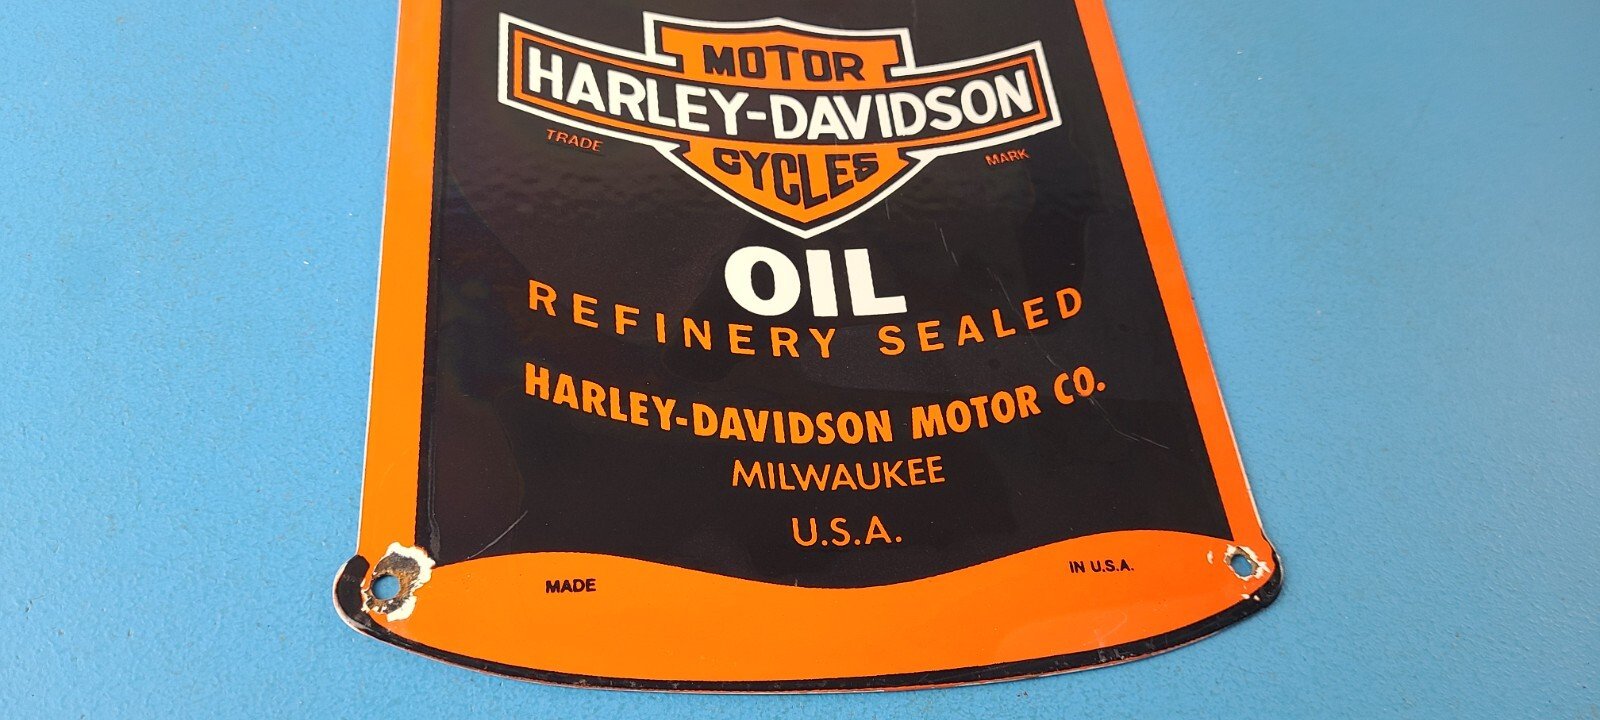 MOTOR
HARLEY-DAVIDSON
CYCLES
TRADE MARK
OIL
REFINERY SEALED
HARLEY-DAVIDSON MOTOR CO.
MILWAUKEE
U.S.A.
MADE IN U.S.A.